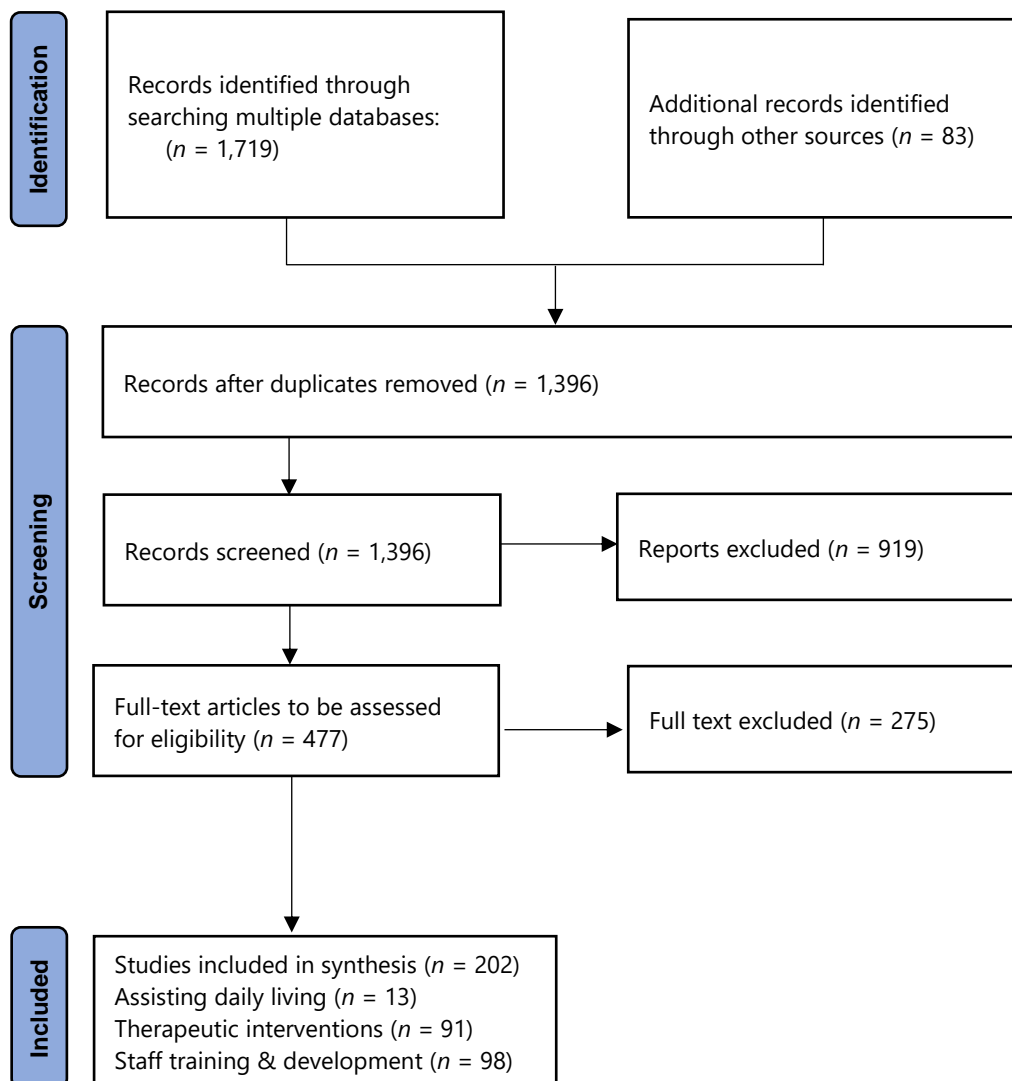 Identification
Records identified through
searching multiple databases:
(n = 1,719)
Additional records identified
through other sources (n = 83)
Screening
Records after duplicates removed (n = 1,396)
Records screened (n = 1,396)
Reports excluded (n = 919)
Full-text articles to be assessed
for eligibility (n = 477)
Full text excluded (n = 275)
Included
Studies included in synthesis (n = 202)
Assisting daily living (n = 13)
Therapeutic interventions (n = 91)
Staff training & development (n = 98)